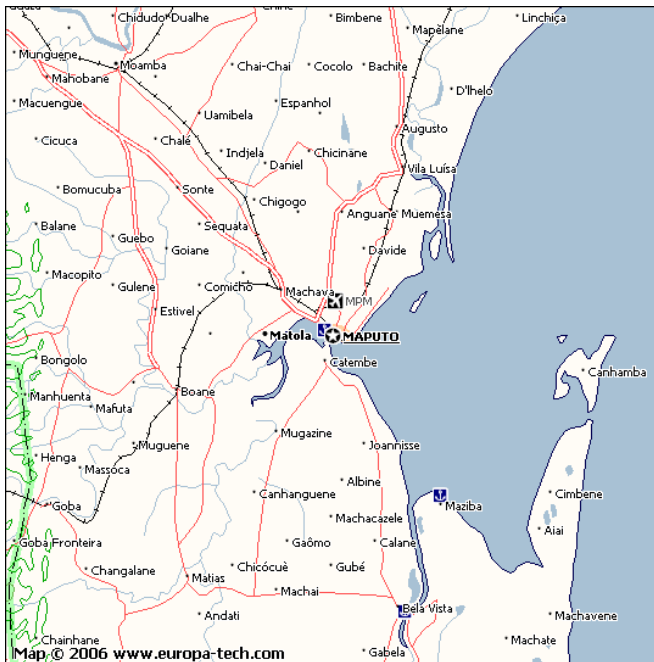 Chidudo Dualhe
Bimbene
Mapelane
Linchiça
Munguene
Moamba
Chai-Chai
Cocolo
Bachite
Mahobane
D'Ilhelo
Macuengue
Uamibela
Espanhol
Augusto
Cicuca
Chalé
Indjela
Chicinane
Daniel
Vila Luísa
Bomucuba
Sonte
Chigogo
Anguane
Muemesa
Balane
Sequata
Guebo
Goiane
Davide
Macopito
Gulene
Comicho
Machava
MPM
Estivel
Matola
MAPUTO
Bongolo
Catembe
Canhamba
Manhuenta
Boane
Mafuta
Muguene
Mugazine
Joannisse
Henga
Massoca
Albine
Canhanguene
Cimbene
Goba
Maziba
Machacazele
Aiai
Goba Fronteira
Gaômo
Calane
Changalane
Chicócuè
Gubé
Matias
Machai
Bela Vista
Andati
Machavene
Chainhane
Machate
Gabela
Map © 2006 www.europa-tech.com